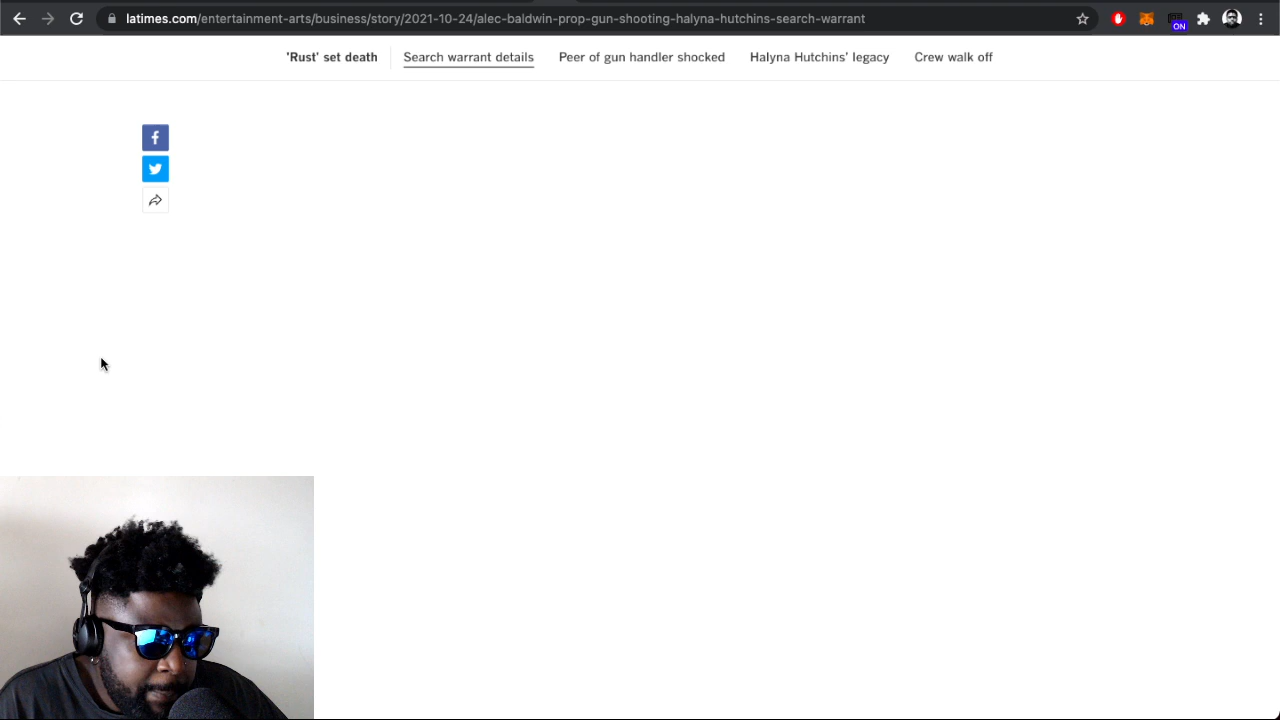 latimes.com/entertainment-arts/business/story/2021-10-24/alec-baldwin-prop-gun-shooting-halyna-hutchins-search-warrant
ON
'Rust' set death Search warrant details Peer of gun handler shocked Halyna Hutchins' legacy Crew walk off